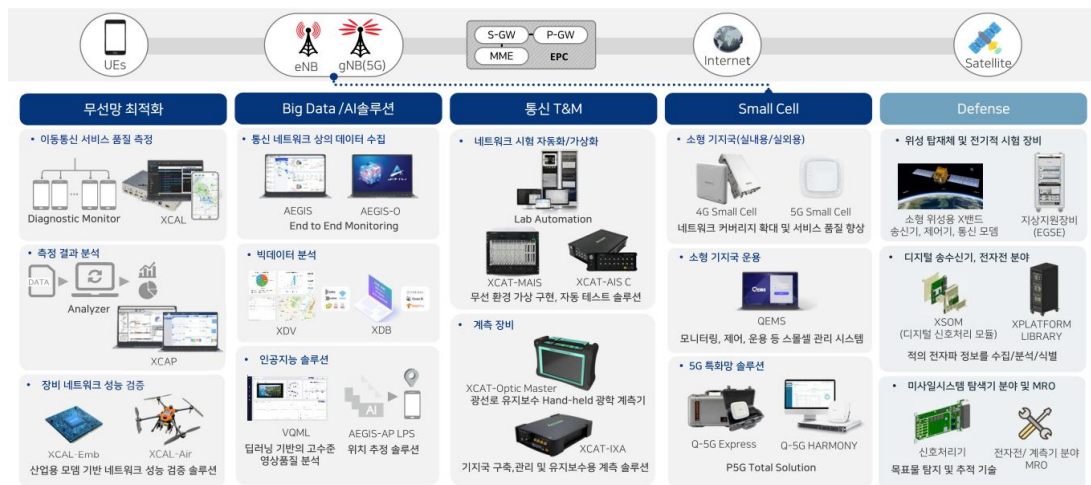 UEs
eNB
gNB(5G)
S-GW
P-GW
MME
EPC
Internet
Satellite
무선망 최적화
• 이동통신 서비스 품질 측정
Diagnostic Monitor
XCAL
• 측정 결과 분석
DATA
Analyzer
XCAP
• 장비 네트워크 성능 검증
XCAL-Emb
XCAL-Air
산업용 모뎀 기반 네트워크 성능 검증 솔루션
Big Data /AI솔루션
• 통신 네트워크 상의 데이터 수집
AEGIS
AEGIS-O
End to End Monitoring
• 빅데이터 분석
XDV
XDB
• 인공지능 솔루션
AI
VQML
AEGIS-AP LPS
딥러닝 기반의 고수준
영상품질 분석
위치 추정 솔루션
통신 T&M
• 네트워크 시험 자동화/가상화
Lab Automation
XCAT-MAIS
XCAT-AIS C
무선 환경 가상 구현, 자동 테스트 솔루션
• 계측 장비
XCAT-Optic Master
광선로 유지보수 Hand-held 광학 계측기
XCAT-IXA
기지국 구축,관리 및 유지보수용 계측 솔루션
Small Cell
• 소형 기지국(실내용/실외용)
4G Small Cell
5G Small Cell
네트워크 커버리지 확대 및 서비스 품질 향상
• 소형 기지국 운용
QEMS
QEMS
모니터링, 제어, 운용 등 스몰셀 관리 시스템
• 5G 특화망 솔루션
Q-5G Express
Q-5G HARMONY
P5G Total Solution
Defense
• 위성 탑재체 및 전기적 시험 장비
소형 위성용 X밴드
송신기, 제어기, 통신 모뎀
지상지원장비
(EGSE)
• 디지털 송수신기, 전자전 분야
XSOM
(디지털 신호처리 모듈)
XPLATFORM
LIBRARY
적의 전자파 정보를 수집/분석/식별
• 미사일시스템 탐색기 분야 및 MRO
신호처리기
목표물 탐지 및 추적 기술
전자전/ 계측기 분야
MRO